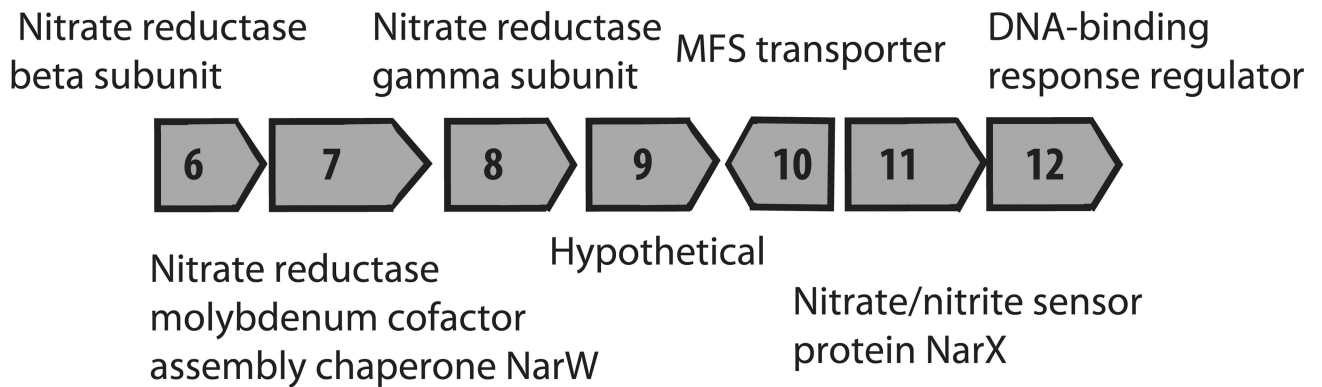 Nitrate reductase
beta subunit
Nitrate reductase
gamma subunit
MFS transporter
DNA-binding
response regulator
6
7
8
9
10
11
12
Nitrate reductase
molybdenum cofactor
assembly chaperone NarW
Hypothetical
Nitrate/nitrite sensor
protein NarX